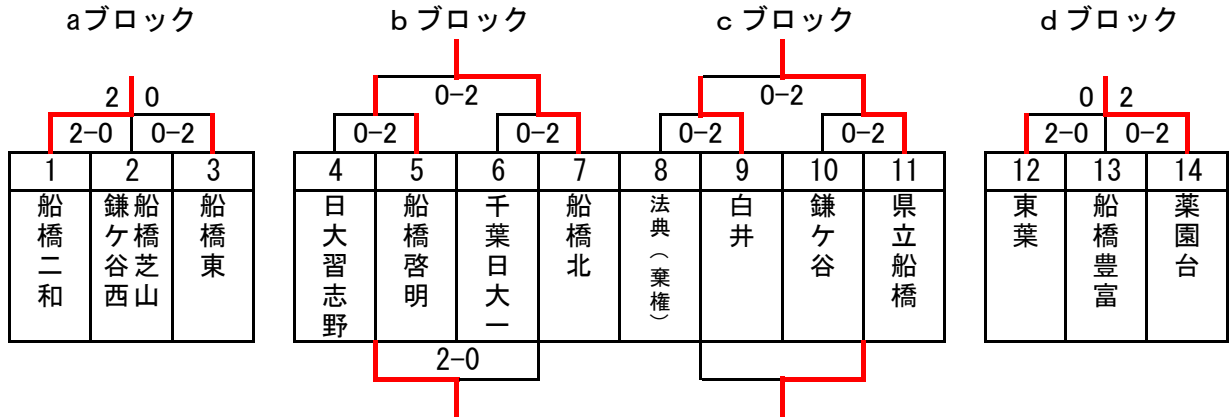 aブロック
bブロック
cブロック
dブロック
2 0
0-2
0-2
0 2
2-0
0-2
0-2
0-2
0-2
0-2
2-0
0-2
1
2
3
4
5
6
7
8
9
10
11
12
13
14
船橋二和
船橋芝山
鎌ケ谷西
船橋東
日大習志野
船橋啓明
千葉日大一
船橋北
法典(棄権)
白井
鎌ケ谷
県立船橋
東葉
船橋豊富
薬園台
2-0